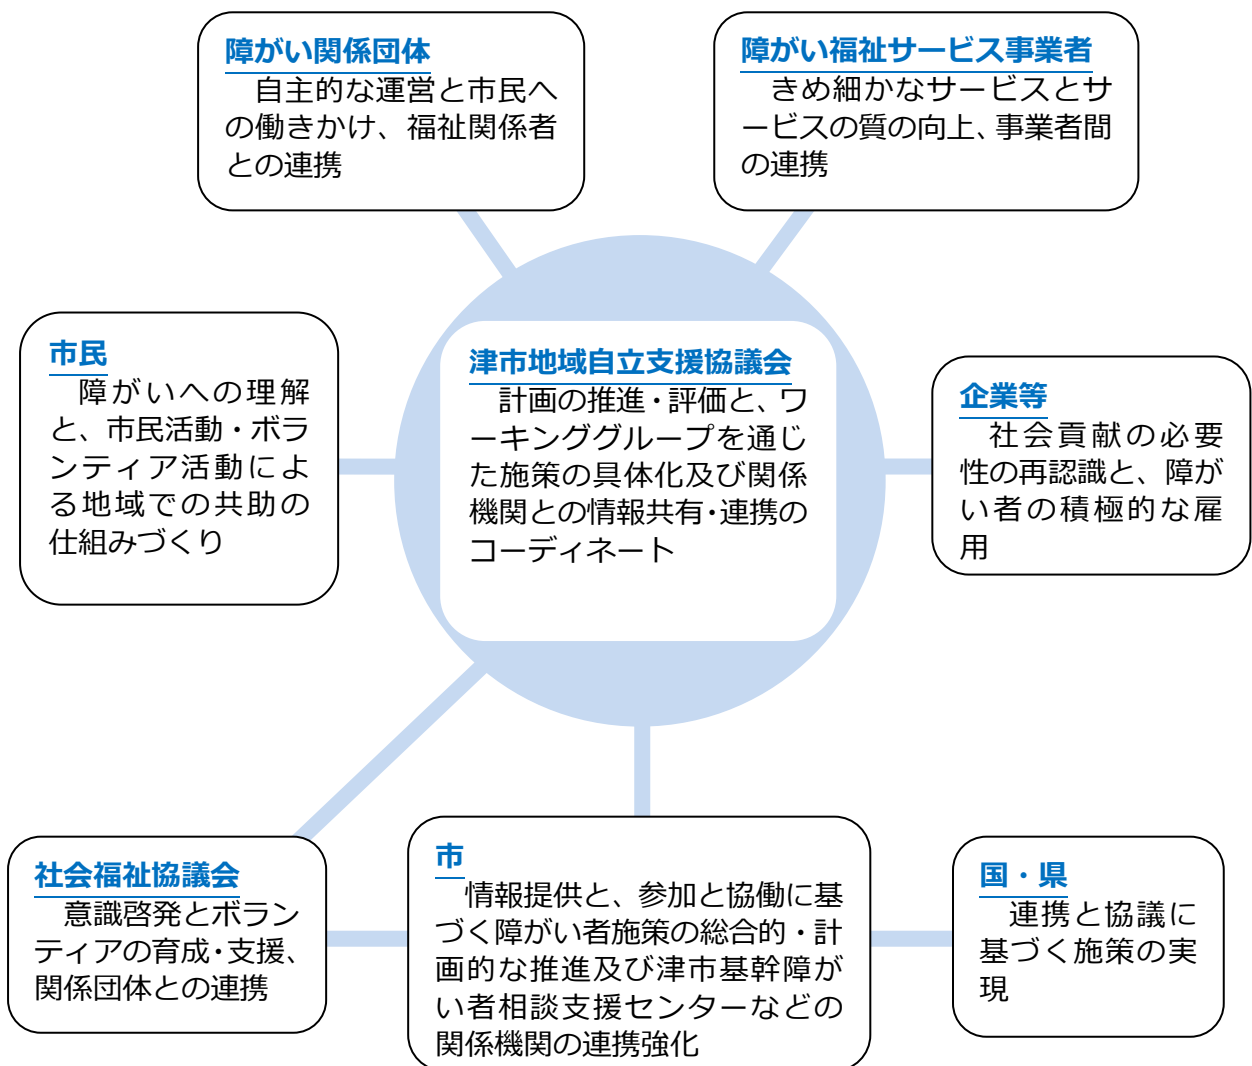 障がい関係団体
自主的な運営と市民へ
の働きかけ、福祉関係者
との連携
障がい福祉サービス事業者
きめ細かなサービスとサ
ービスの質の向上、事業者間
の連携
市民
障がいへの理解
と、市民活動・ボラ
ンティア活動によ
る地域での共助の
仕組みづくり
津市地域自立支援協議会
計画の推進・評価と、ワ
ーキンググループを通じ
た施策の具体化及び関係
機関との情報共有・連携の
コーディネート
企業等
社会貢献の必要
性の再認識と、障が
い者の積極的な雇
用
社会福祉協議会
意識啓発とボラン
ティアの育成・支援、
関係団体との連携
市
情報提供と、参加と協働に基
づく障がい者施策の総合的・計
画的な推進及び津市基幹障が
い者相談支援センターなどの
関係機関の連携強化
国・県
連携と協議に
基づく施策の実
現